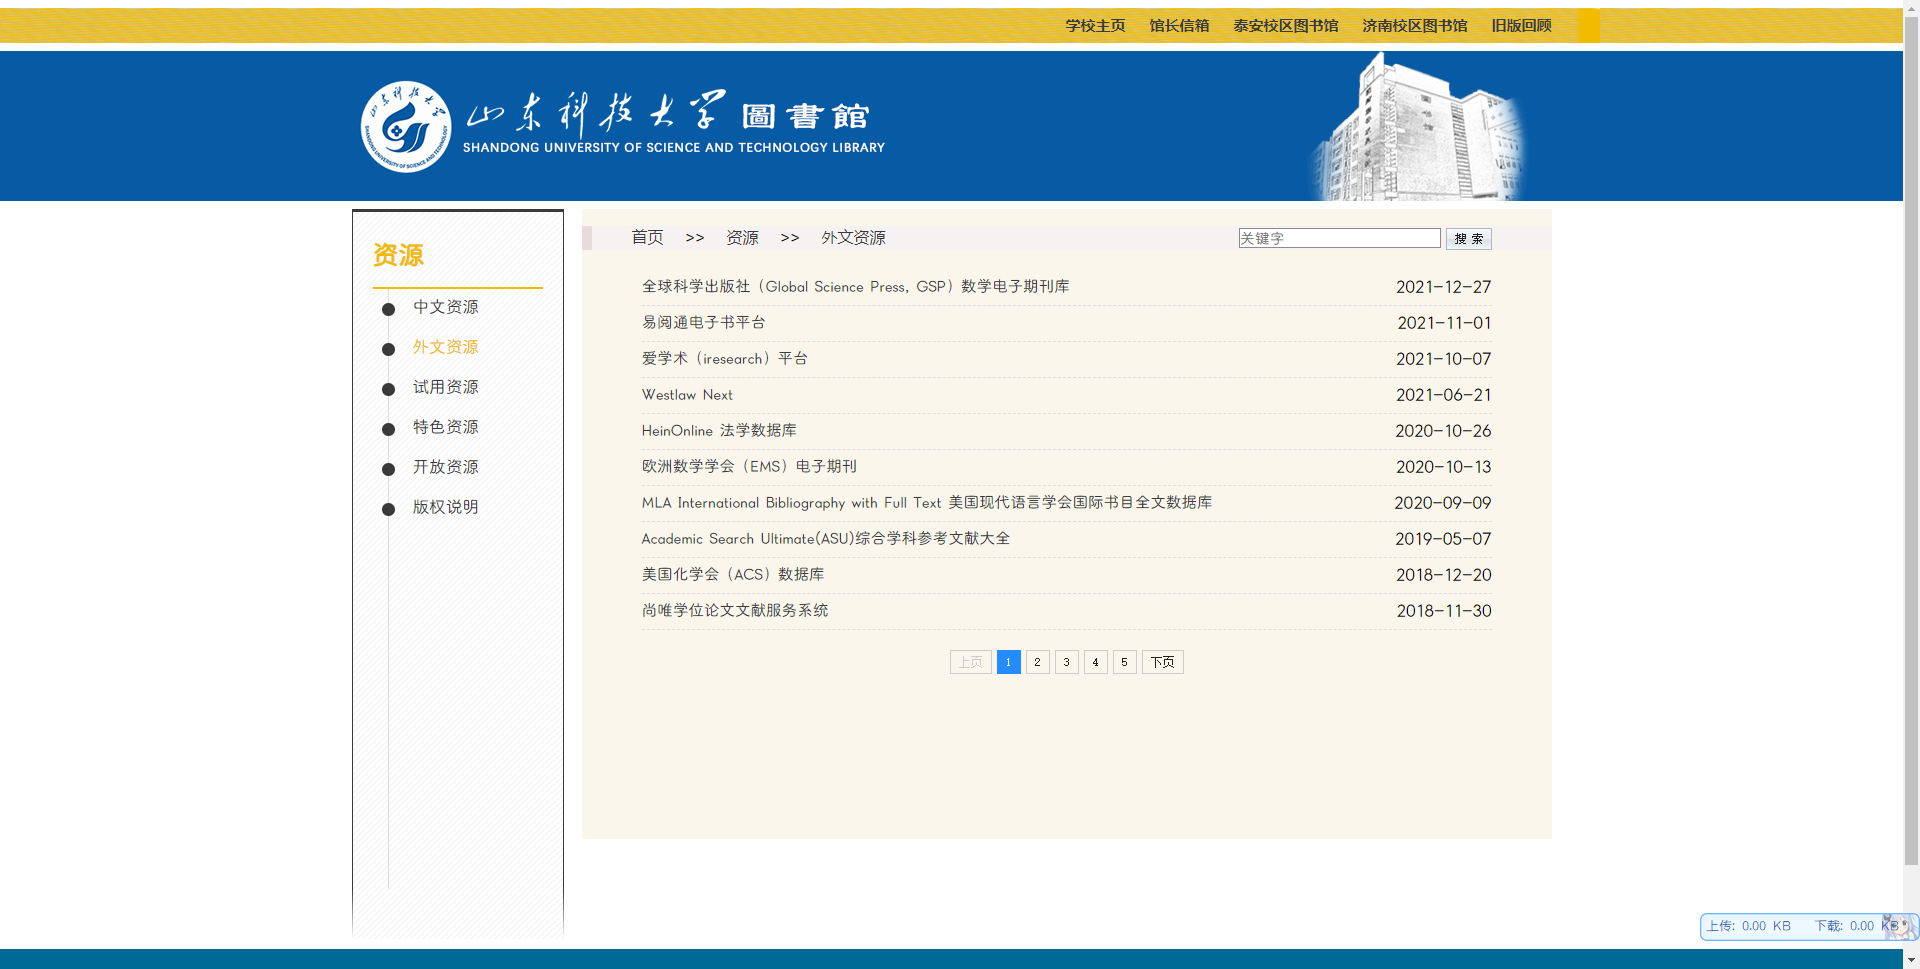 学校主页 馆长信箱 泰安校区图书馆 济南校区图书馆 旧版回顾
山东科技大学 圖書館
SHANDONG UNIVERSITY OF SCIENCE AND TECHNOLOGY LIBRARY
资源
中文资源
外文资源
试用资源
特色资源
开放资源
版权说明
首页 >> 资源 >> 外文资源 关键字 搜 索
全球科学出版社（Global Science Press, GSP）数学电子期刊库 2021-12-27
易阅通电子书平台 2021-11-01
爱学术（iresearch）平台 2021-10-07
Westlaw Next 2021-06-21
HeinOnline 法学数据库 2020-10-26
欧洲数学学会（EMS）电子期刊 2020-10-13
MLA International Bibliography with Full Text 美国现代语言学会国际书目全文数据库 2020-09-09
Academic Search Ultimate(ASU)综合学科参考文献大全 2019-05-07
美国化学会（ACS）数据库 2018-12-20
尚唯学位论文文献服务系统 2018-11-30
上页 1 2 3 4 5 下页
上传: 0.00 KB 下载: 0.00 KB